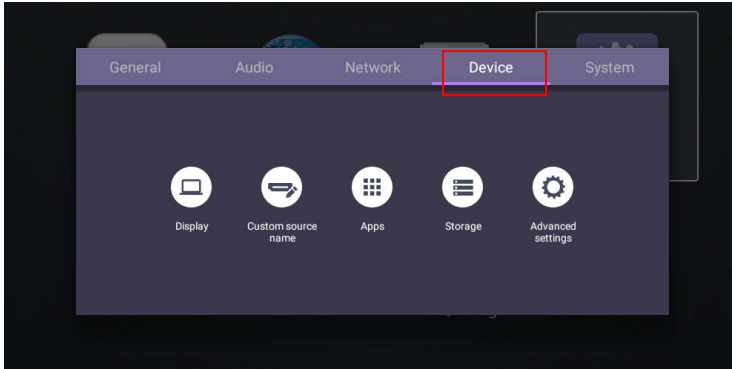 General Audio Network Device System
Display Custom source Apps Storage Advanced
name settings